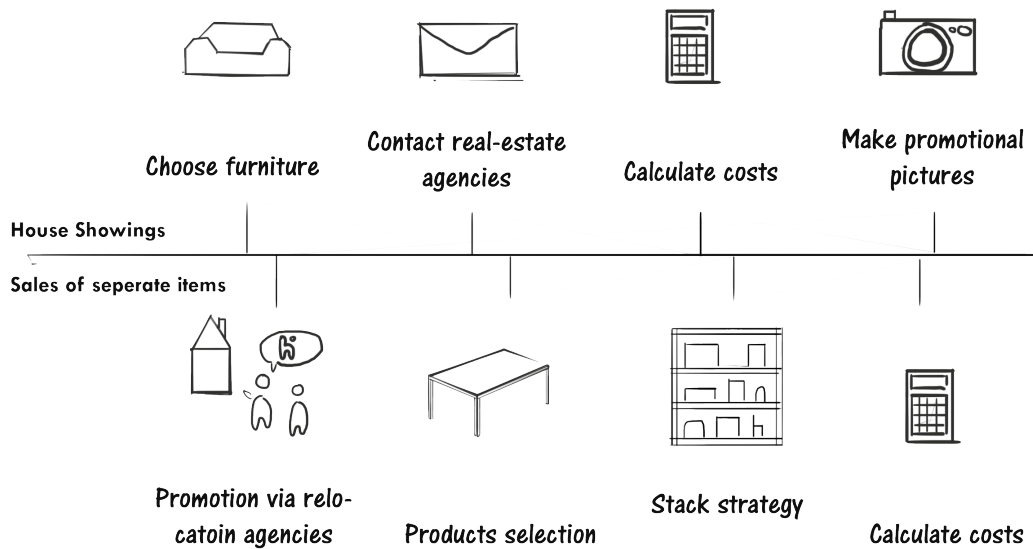 Choose furniture
Contact real-estate
agencies
Calculate costs
Make promotional
pictures
House Showings
Sales of seperate items
hi
Promotion via relo-
catoin agencies
Products selection
Stack strategy
Calculate costs